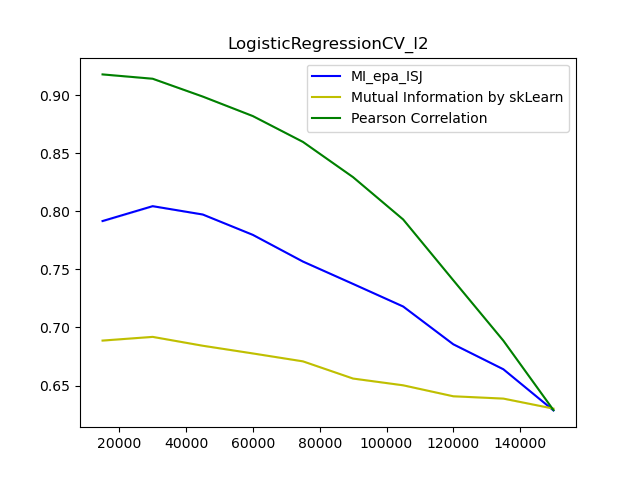 LogisticRegressionCV_l2
MI_epa_ISJ
Mutual Information by skLearn
Pearson Correlation
0.90
0.85
0.80
0.75
0.70
0.65
20000 40000 60000 80000 100000 120000 140000